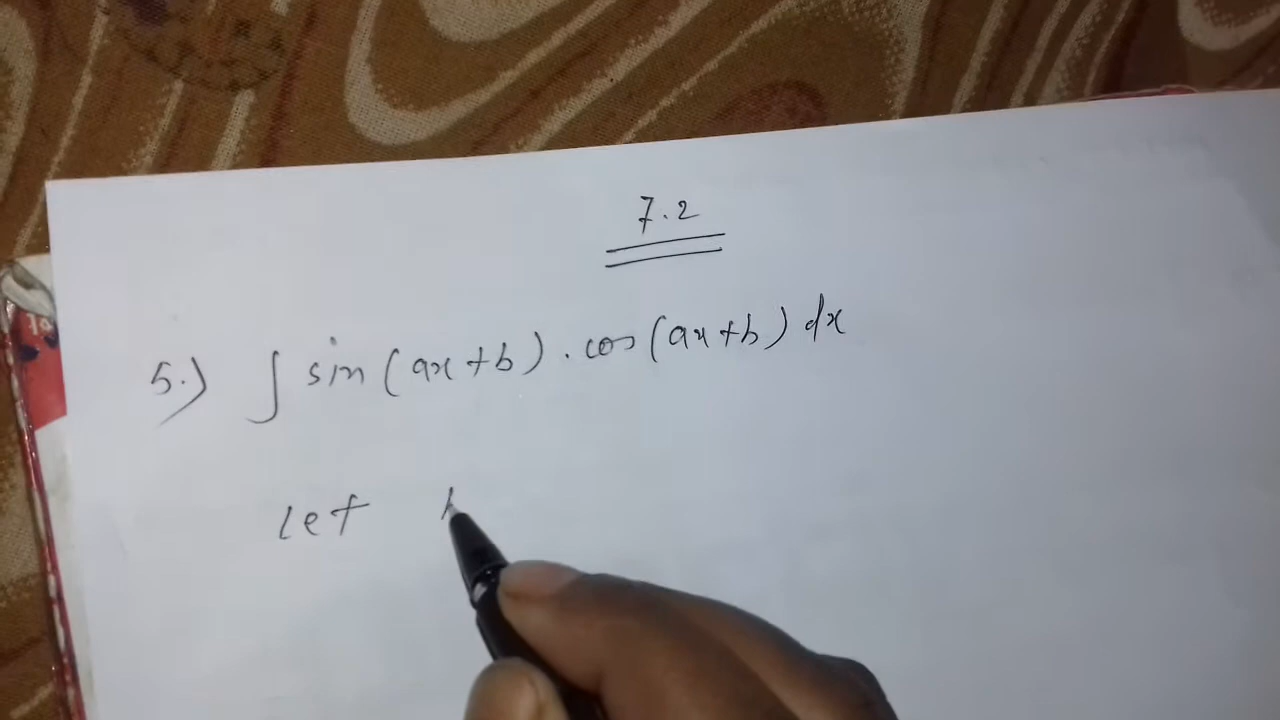 7.2
5.) ∫ sin(ax+b).cos(ax+b) dx
Let